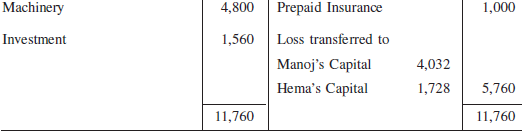 Machinery 4,800 Prepaid Insurance 1,000
Investment 1,560 Loss transferred to
Manoj's Capital 4,032
Hema's Capital 1,728 5,760
11,760 11,760